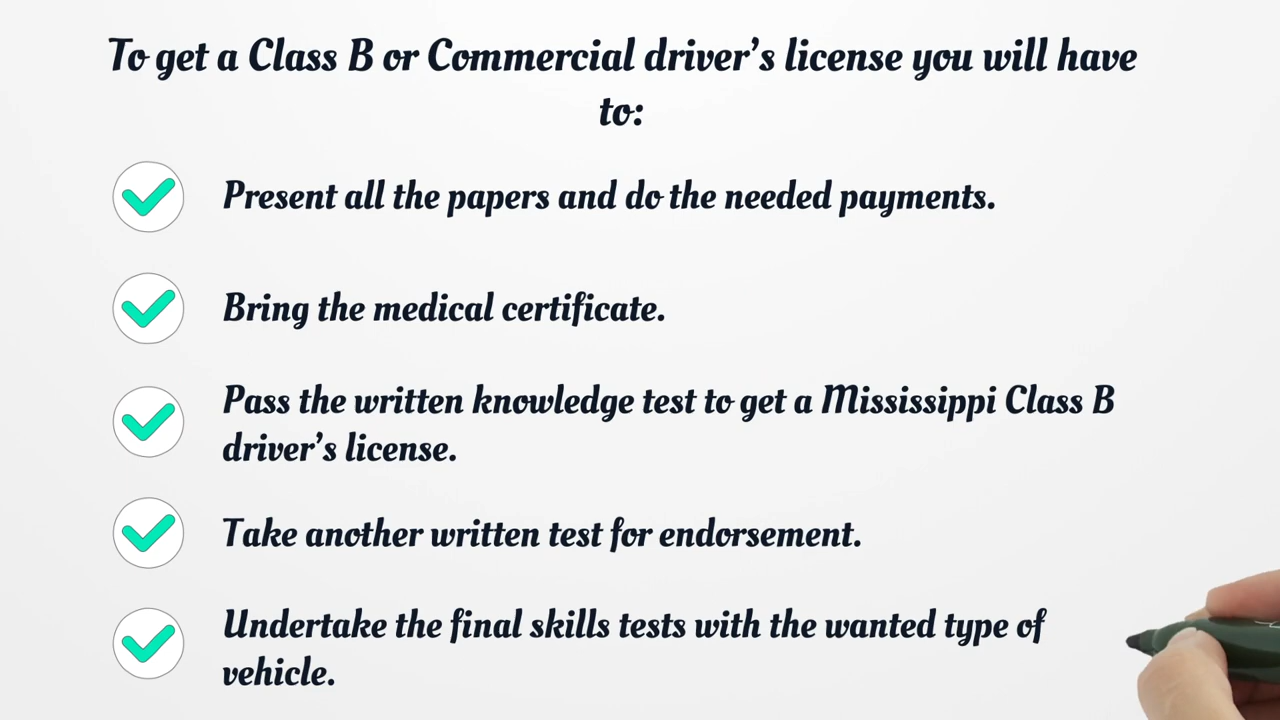 To get a Class B or Commercial driver's license you will have
to:
Present all the papers and do the needed payments.
Bring the medical certificate.
Pass the written knowledge test to get a Mississippi Class B
driver's license.
Take another written test for endorsement.
Undertake the final skills tests with the wanted type of
vehicle.